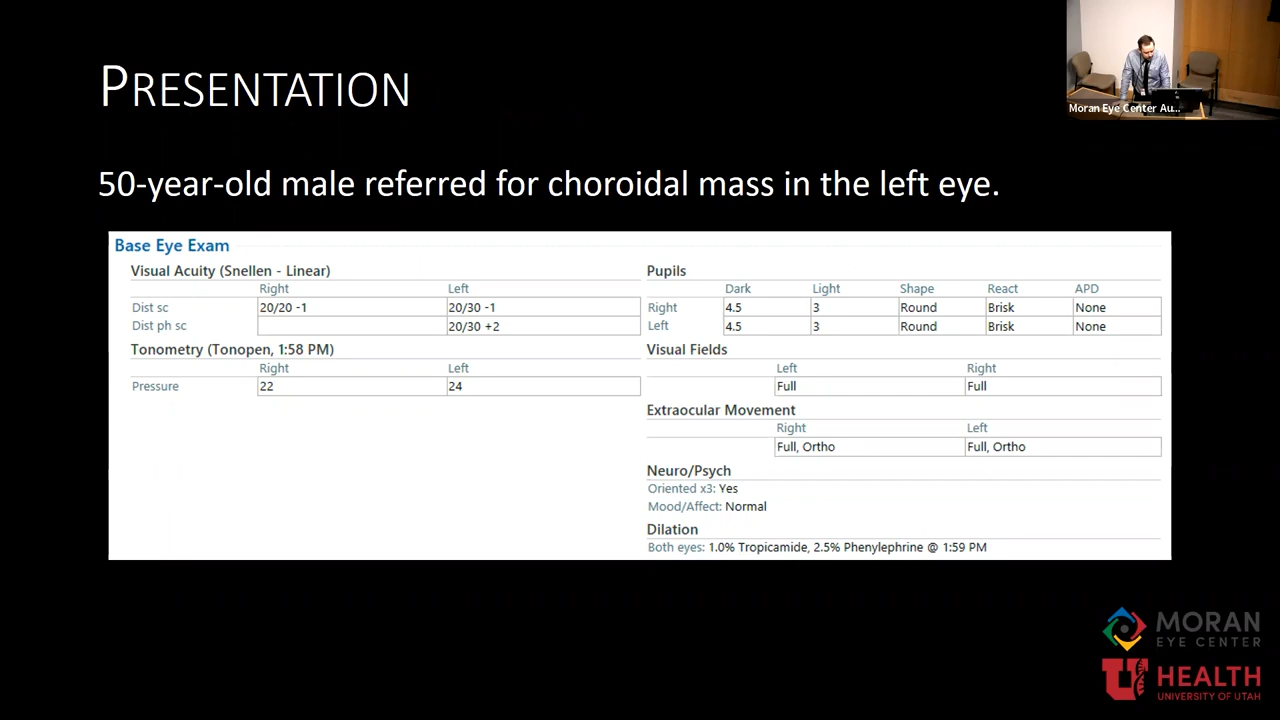 PRESENTATION
Moran Eye Center Au...
50-year-old male referred for choroidal mass in the left eye.
Base Eye Exam
Visual Acuity (Snellen - Linear)
Right Left
Dist sc 20/20 -1 20/30 -1
Dist ph sc 20/30 +2
Tonometry (Tonopen, 1:58 PM)
Right Left
Pressure 22 24
Pupils
Dark Light Shape React APD
Right 4.5 3 Round Brisk None
Left 4.5 3 Round Brisk None
Visual Fields
Left Right
Full Full
Extraocular Movement
Right Left
Full, Ortho Full, Ortho
Neuro/Psych
Oriented x3: Yes
Mood/Affect: Normal
Dilation
Both eyes: 1.0% Tropicamide, 2.5% Phenylephrine @ 1:59 PM
MORAN
EYE CENTER
U HEALTH
UNIVERSITY OF UTAH